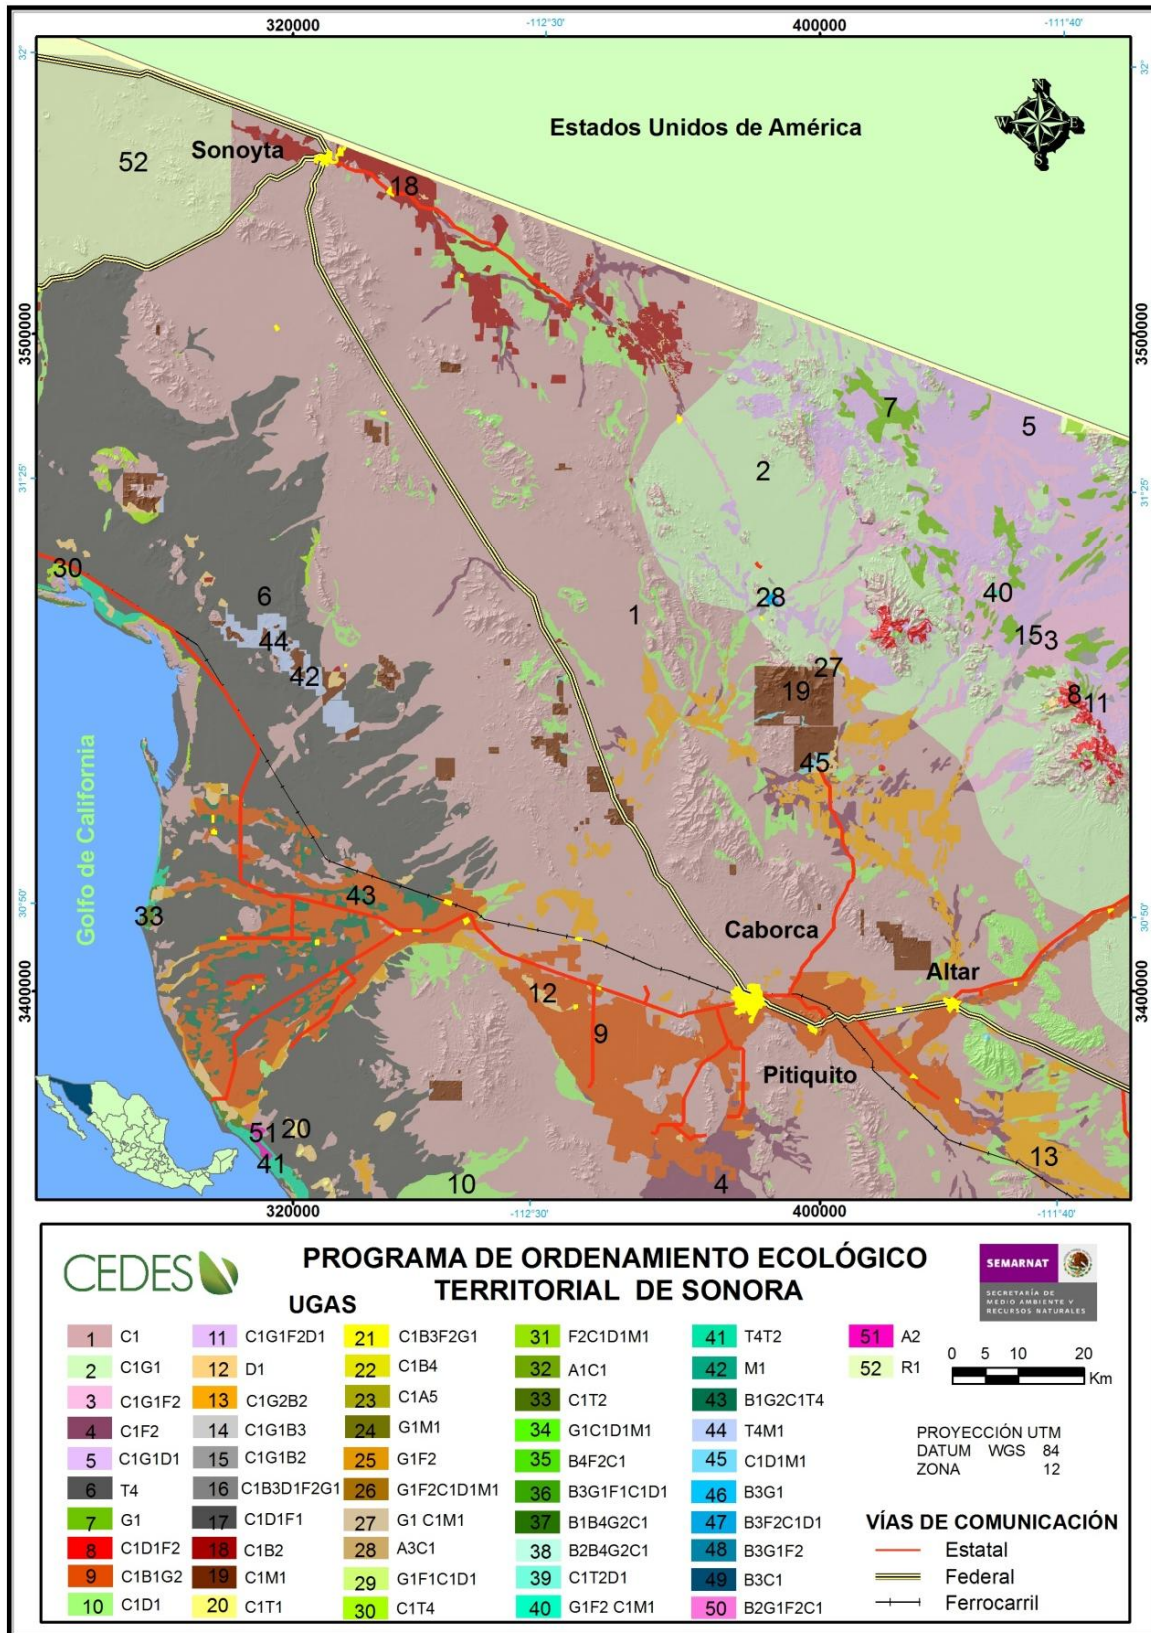 320000
-112°30'
400000
-111°40'
32°
32°
Estados Unidos de América
N
W E
S
Sonoyta
52
18
3500000
3500000
7
5
2
31°25'
31°25'
30
6
28
40
1
44
15 3
42
27
19
8
11
45
Golfo de California
43
30°50'
33
30°50'
Caborca
Altar
3400000
12
3400000
9
Pitiquito
51
20
41
13
10
4
320000
-112°30'
400000
-111°40'
CEDES
PROGRAMA DE ORDENAMIENTO ECOLÓGICO
TERRITORIAL DE SONORA
SEMARNAT
SECRETARÍA DE
MEDIO AMBIENTE Y
RECURSOS NATURALES
UGAS
1 C1
2 C1G1
3 C1G1F2
4 C1F2
5 C1G1D1
6 T4
7 G1
8 C1D1F2
9 C1B1G2
10 C1D1
11 C1G1F2D1
12 D1
13 C1G2B2
14 C1G1B3
15 C1G1B2
16 C1B3D1F2G1
17 C1D1F1
18 C1B2
19 C1M1
20 C1T1
21 C1B3F2G1
22 C1B4
23 C1A5
24 G1M1
25 G1F2
26 G1F2C1D1M1
27 G1 C1M1
28 A3C1
29 G1F1C1D1
30 C1T4
31 F2C1D1M1
32 A1C1
33 C1T2
34 G1C1D1M1
35 B4F2C1
36 B3G1F1C1D1
37 B1B4G2C1
38 B2B4G2C1
39 C1T2D1
40 G1F2 C1M1
41 T4T2
42 M1
43 B1G2C1T4
44 T4M1
45 C1D1M1
46 B3G1
47 B3F2C1D1
48 B3G1F2
49 B3C1
50 B2G1F2C1
51 A2
52 R1
0 5 10 20
Km
PROYECCIÓN UTM
DATUM WGS 84
ZONA 12
VÍAS DE COMUNICACIÓN
Estatal
Federal
Ferrocarril